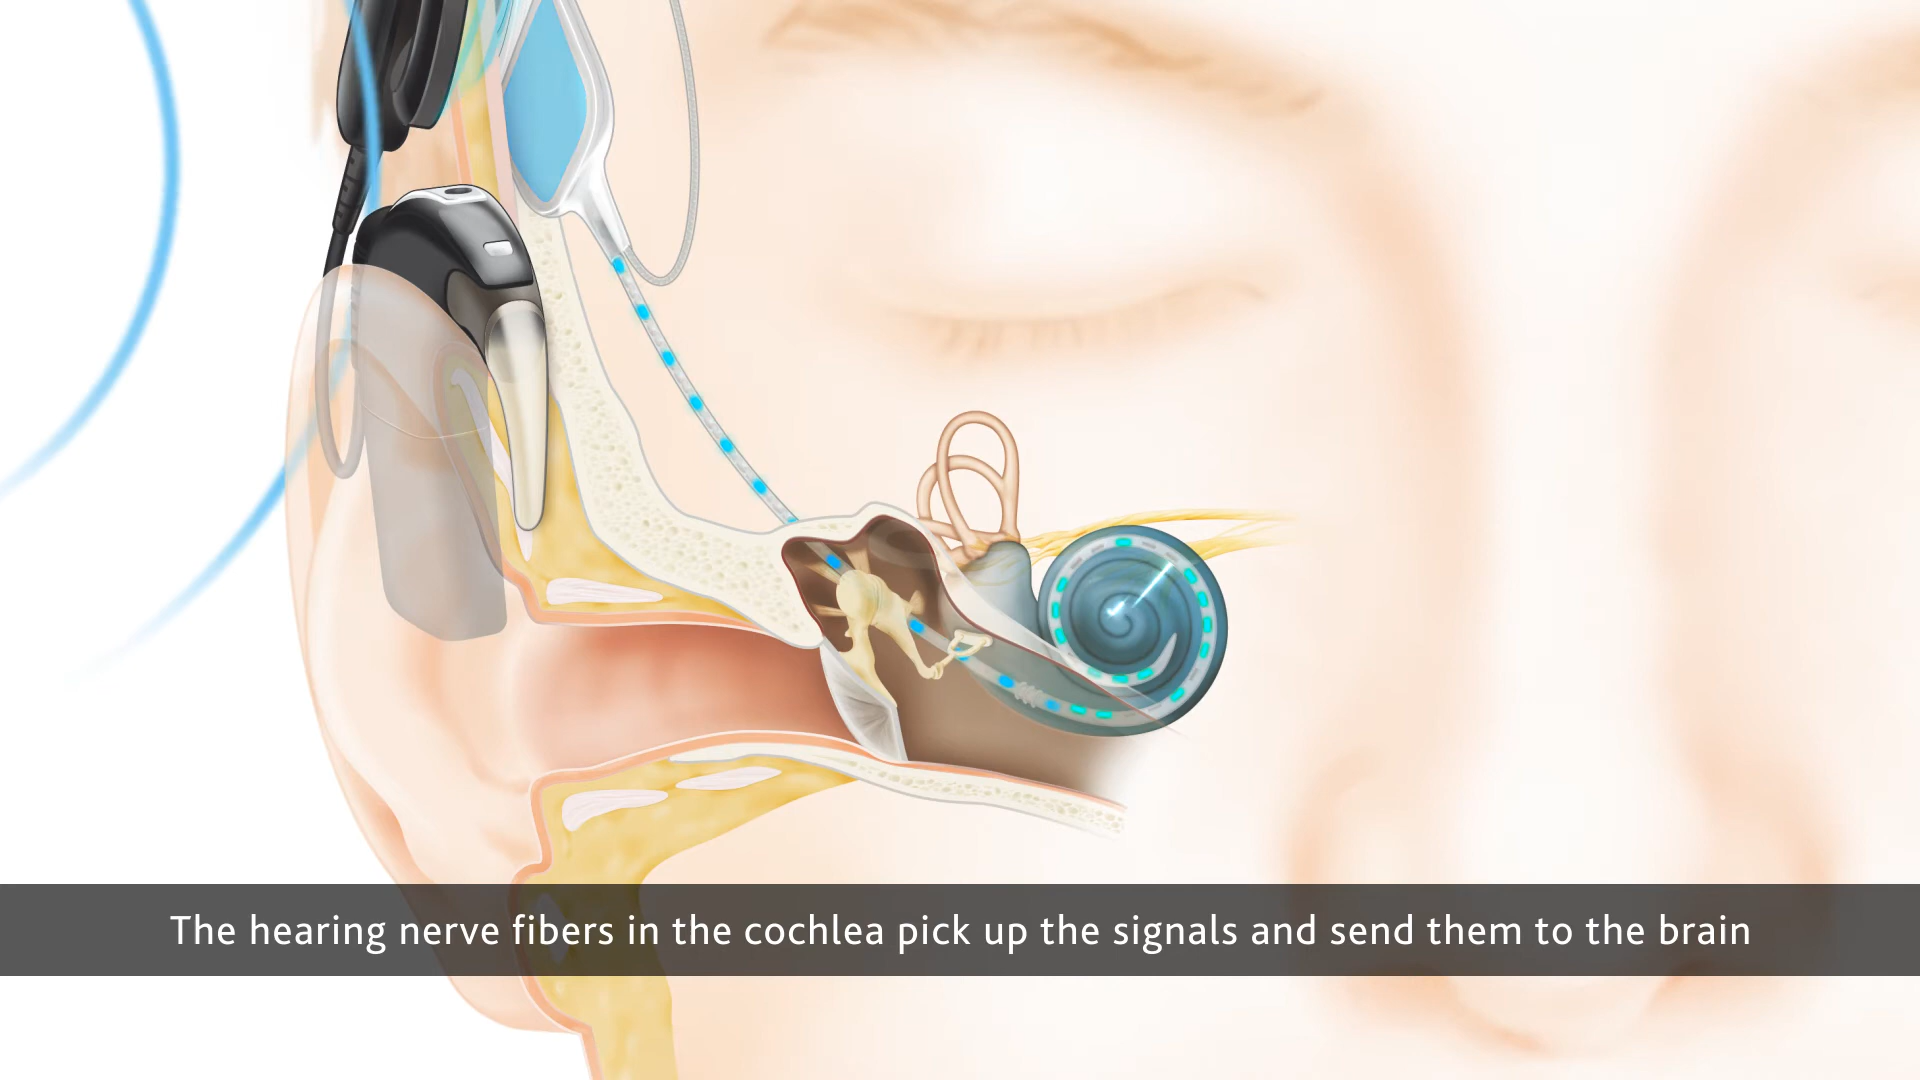 The hearing nerve fibers in the cochlea pick up the signals and send them to the brain